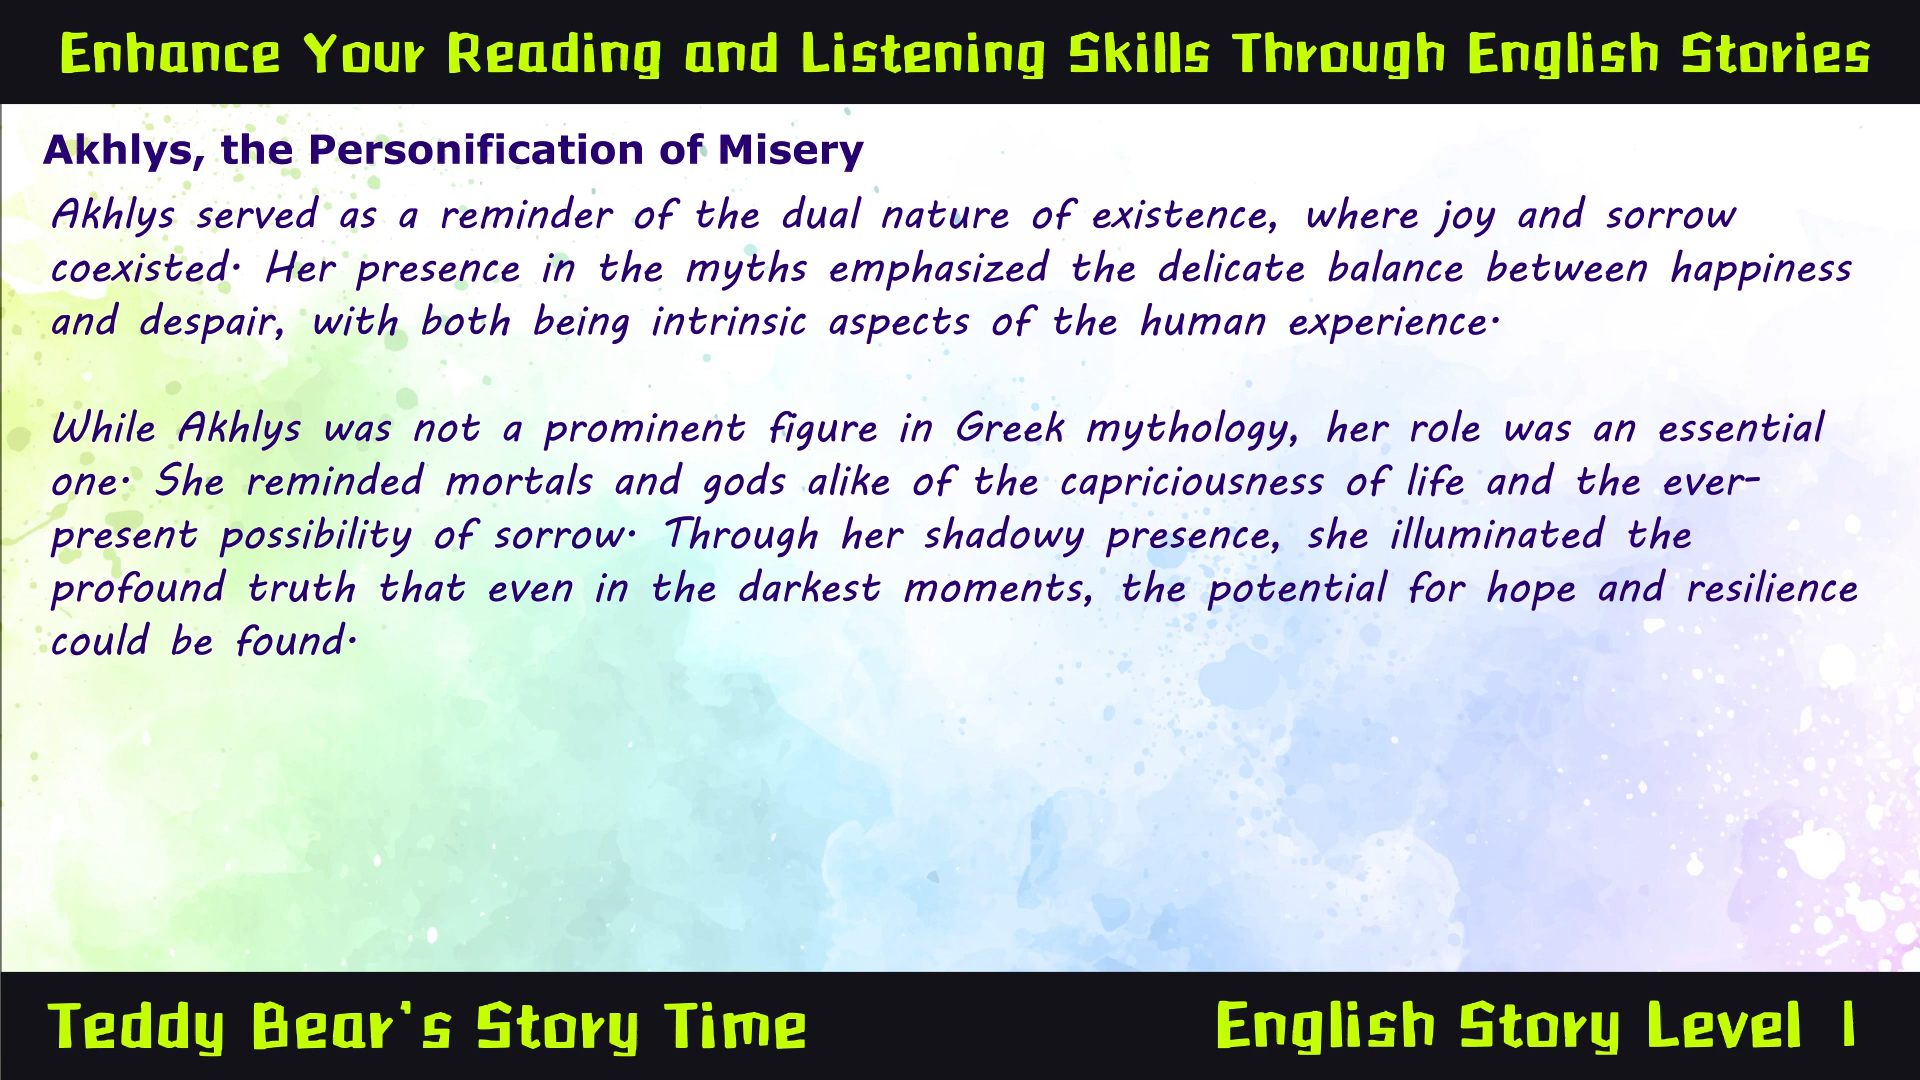 Enhance Your Reading and Listening Skills Through English Stories
Akhlys, the Personification of Misery
Akhlys served as a reminder of the dual nature of existence, where joy and sorrow
coexisted. Her presence in the myths emphasized the delicate balance between happiness
and despair, with both being intrinsic aspects of the human experience.
While Akhlys was not a prominent figure in Greek mythology, her role was an essential
one. She reminded mortals and gods alike of the capriciousness of life and the ever-
present possibility of sorrow. Through her shadowy presence, she illuminated the
profound truth that even in the darkest moments, the potential for hope and resilience
could be found.
Teddy Bear's Story Time
English Story Level 1